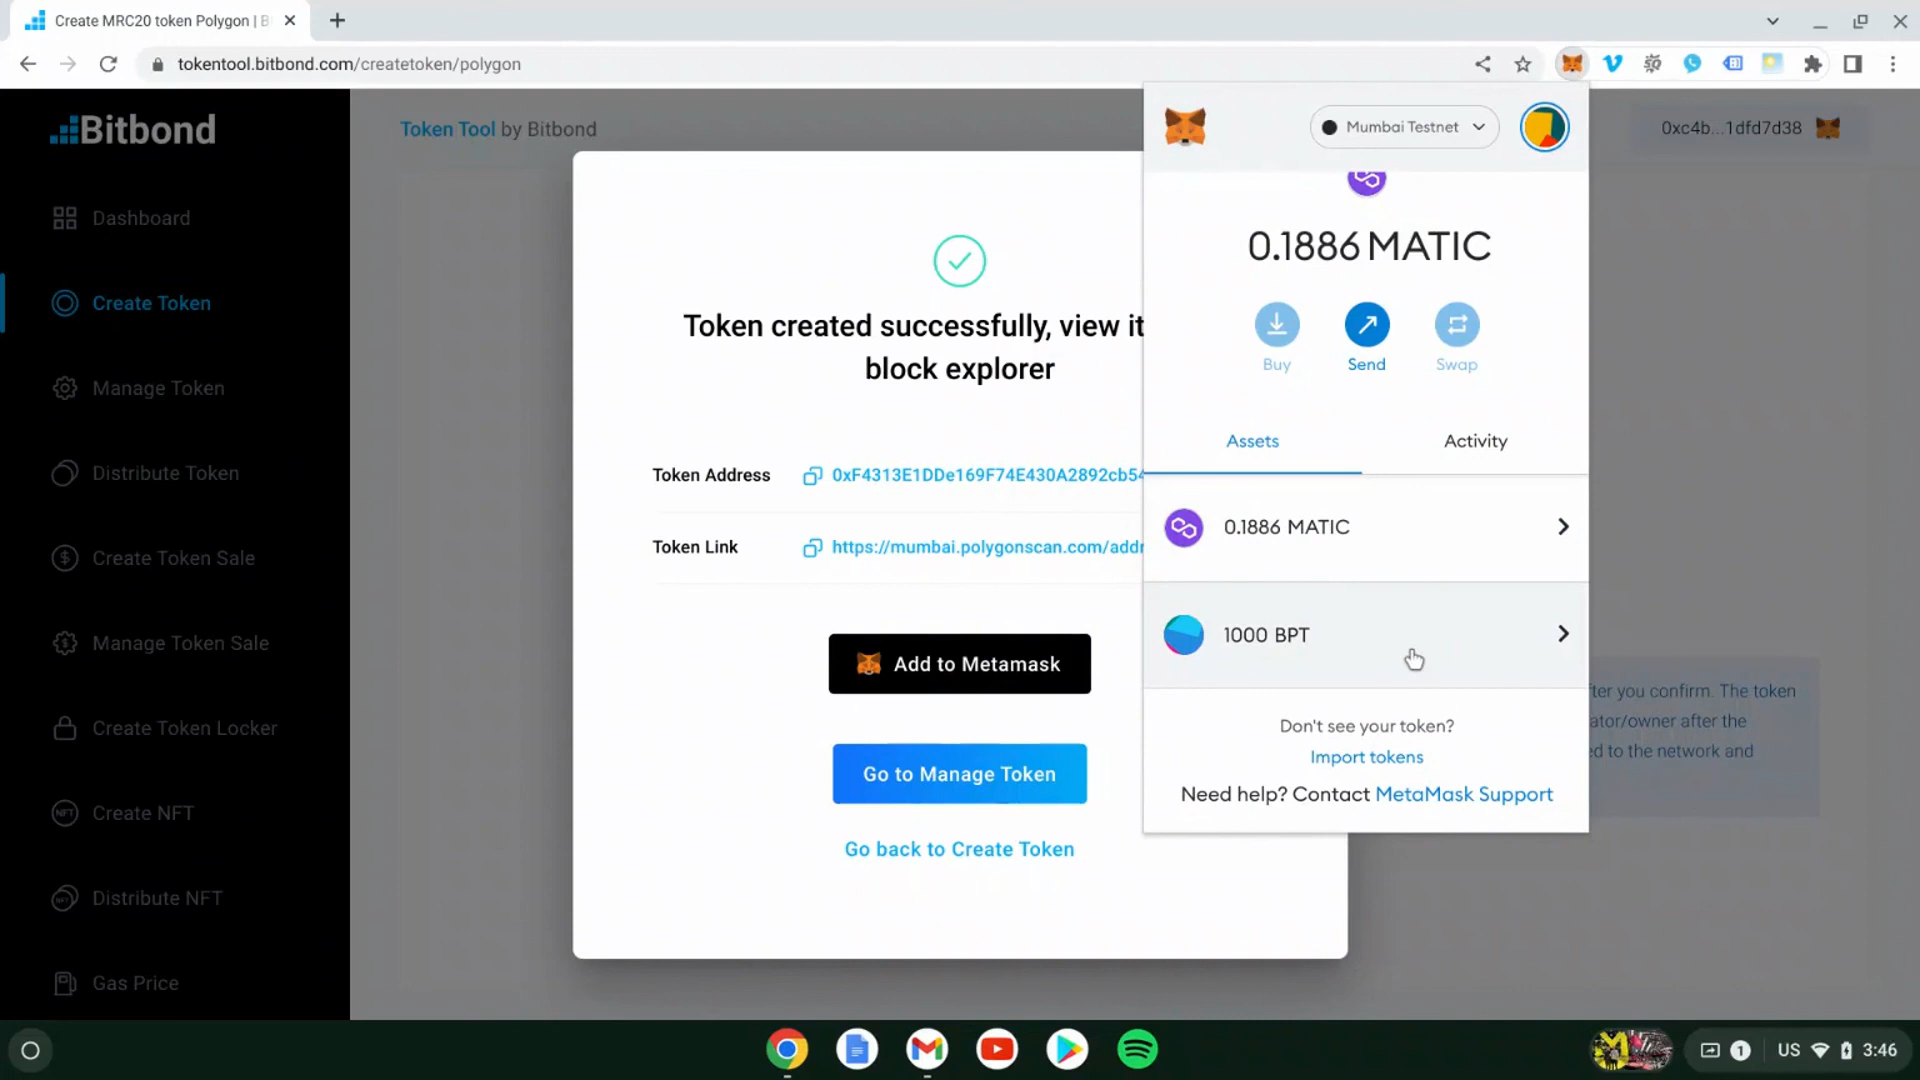 Create MRC20 token Polygon | B
tokentool.bitbond.com/createtoken/polygon
Bitbond
Dashboard
Create Token
Manage Token
Distribute Token
Create Token Sale
Manage Token Sale
Create Token Locker
Create NFT
Distribute NFT
Gas Price
Token Tool by Bitbond
0xc4b...1dfd7d38
Token created successfully, view it
block explorer
Token Address
0xF4313E1DDe169F74E430A2892cb54
Token Link
https://mumbai.polygonscan.com/addr
Add to Metamask
Go to Manage Token
Go back to Create Token
Mumbai Testnet
0.1886 MATIC
Buy
Send
Swap
Assets
Activity
0.1886 MATIC
1000 BPT
Don't see your token?
Import tokens
Need help? Contact MetaMask Support
ter you confirm. The token
ator/owner after the
ed to the network and
1
US
3:46